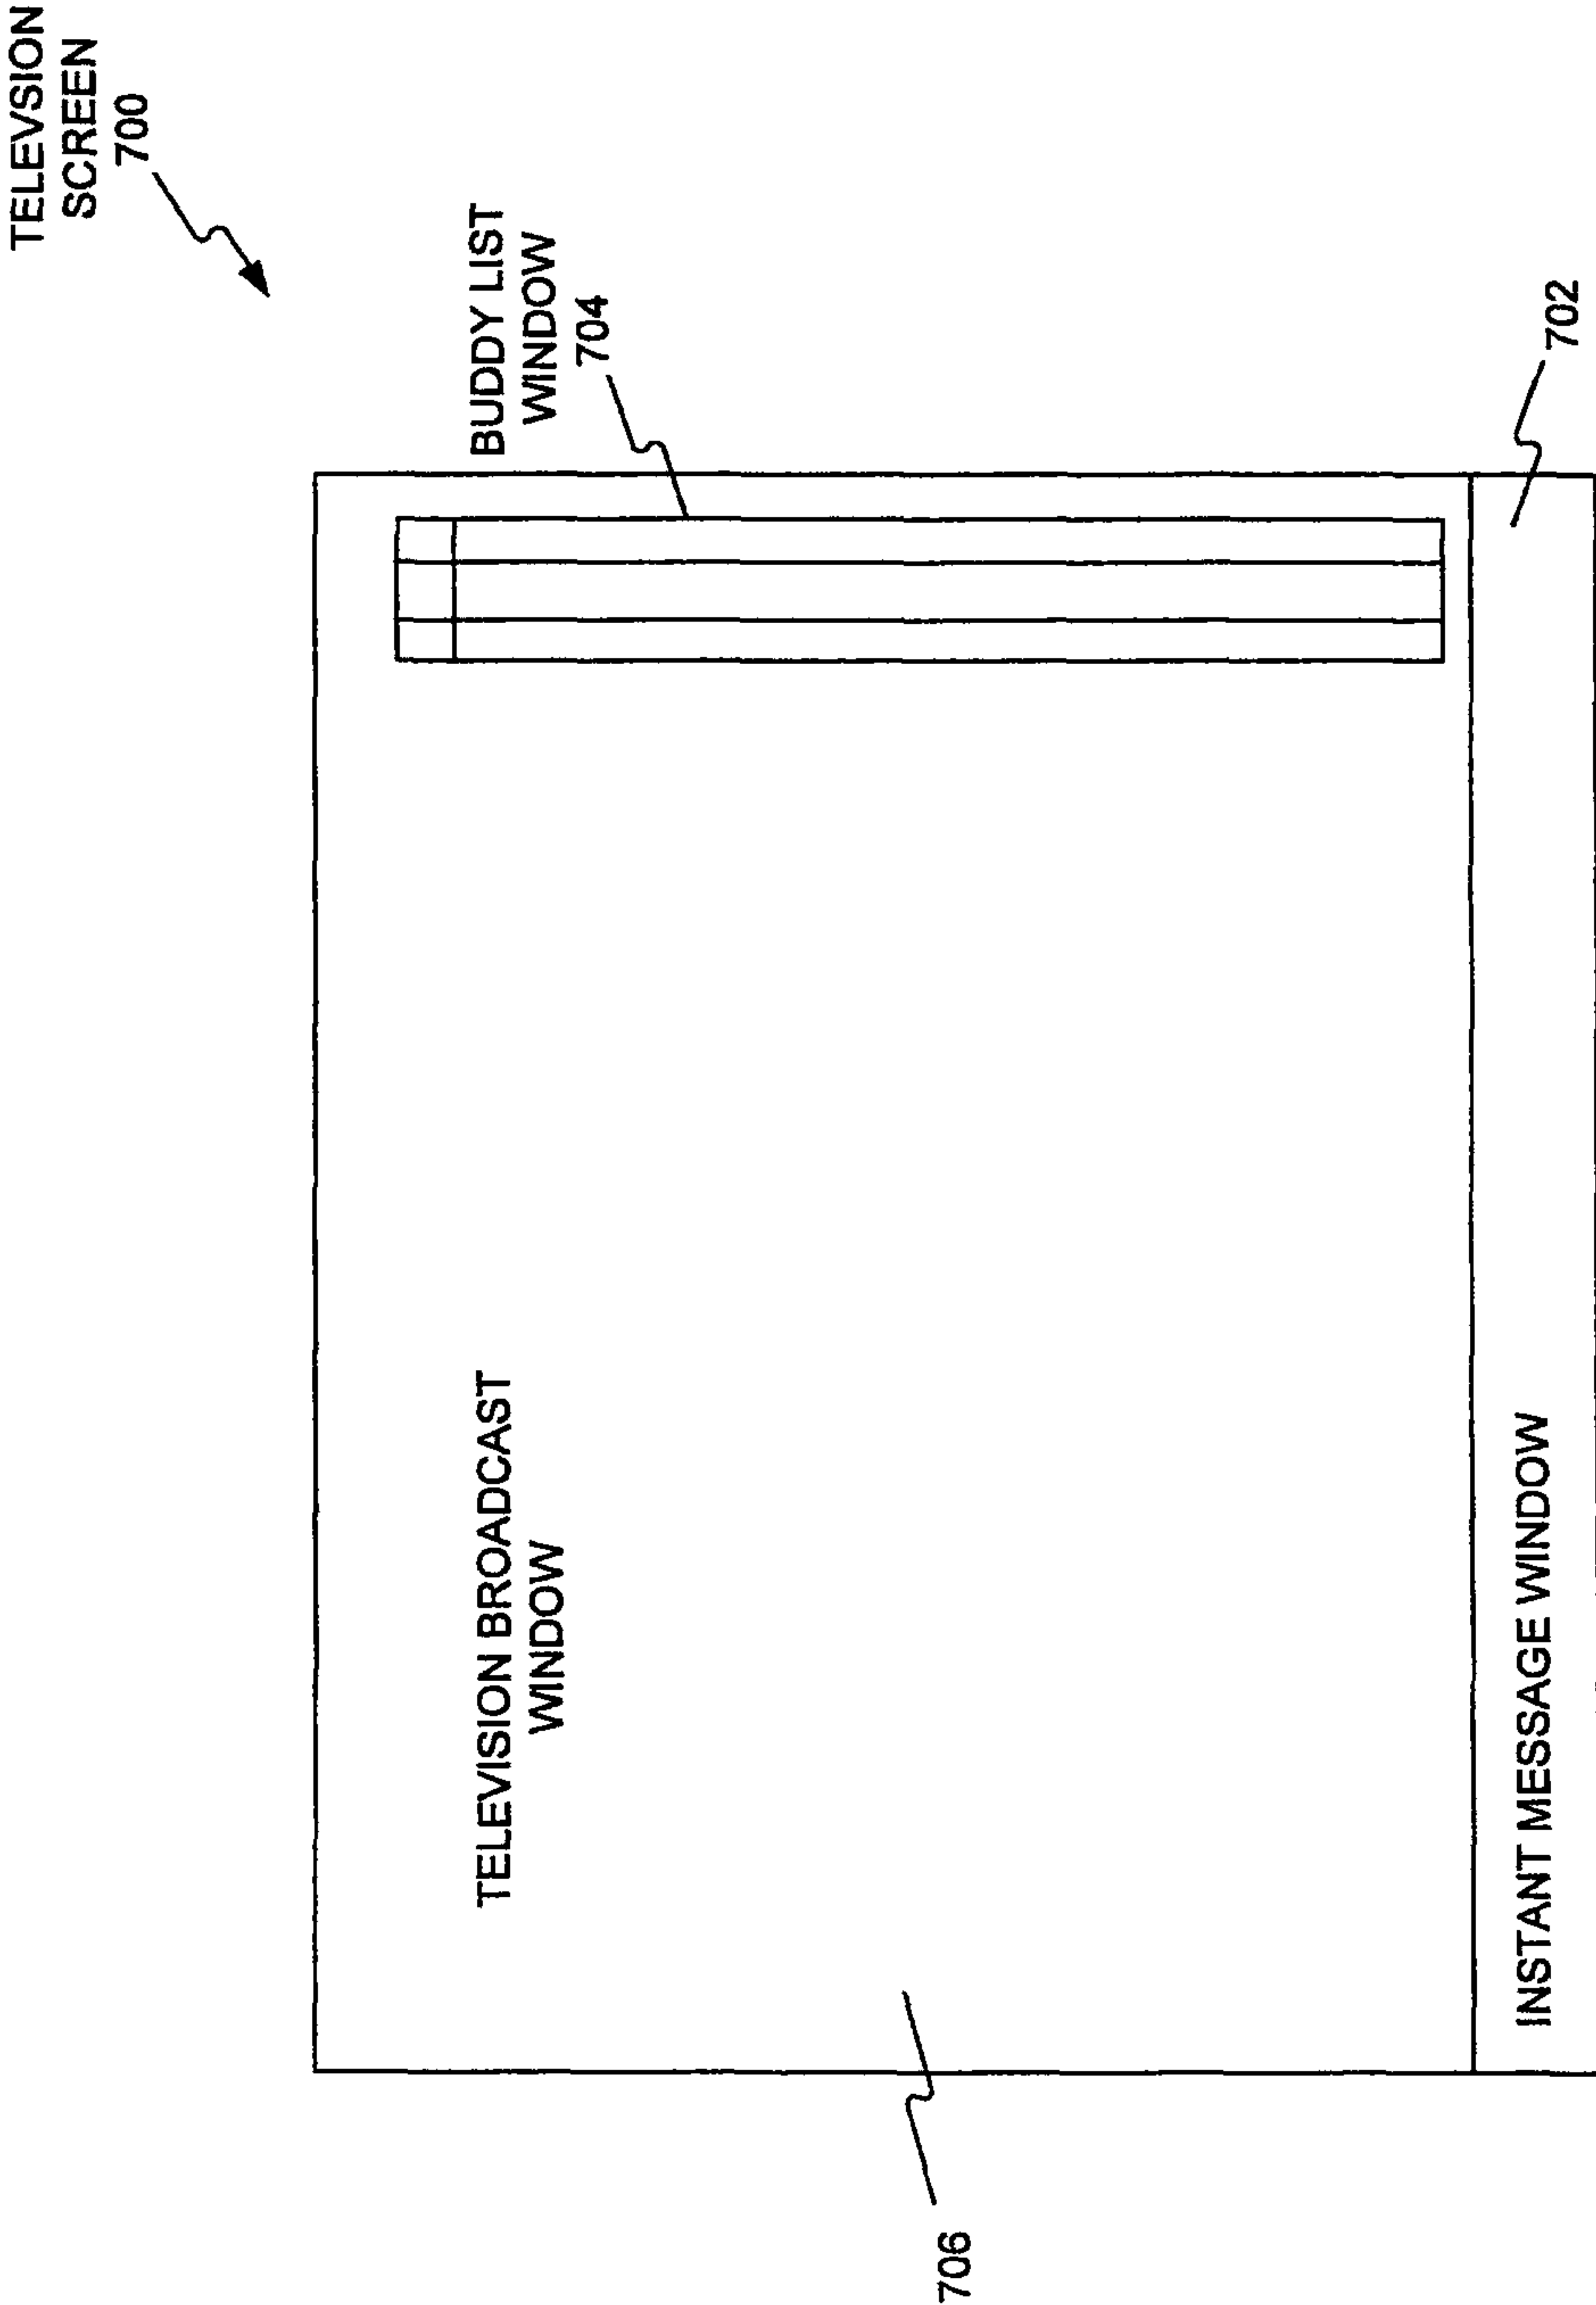 TELEVSION
SCREEN
700
BUDDY LIST
WINDOW
704
TELEVISION BROADCAST
WINDOW
706
INSTANT MESSAGE WINDOW
702